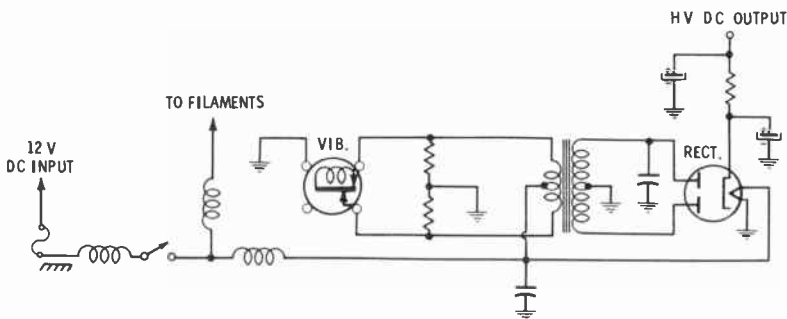 HV DC OUTPUT
TO FILAMENTS
12 V
DC INPUT
VIB.
RECT.